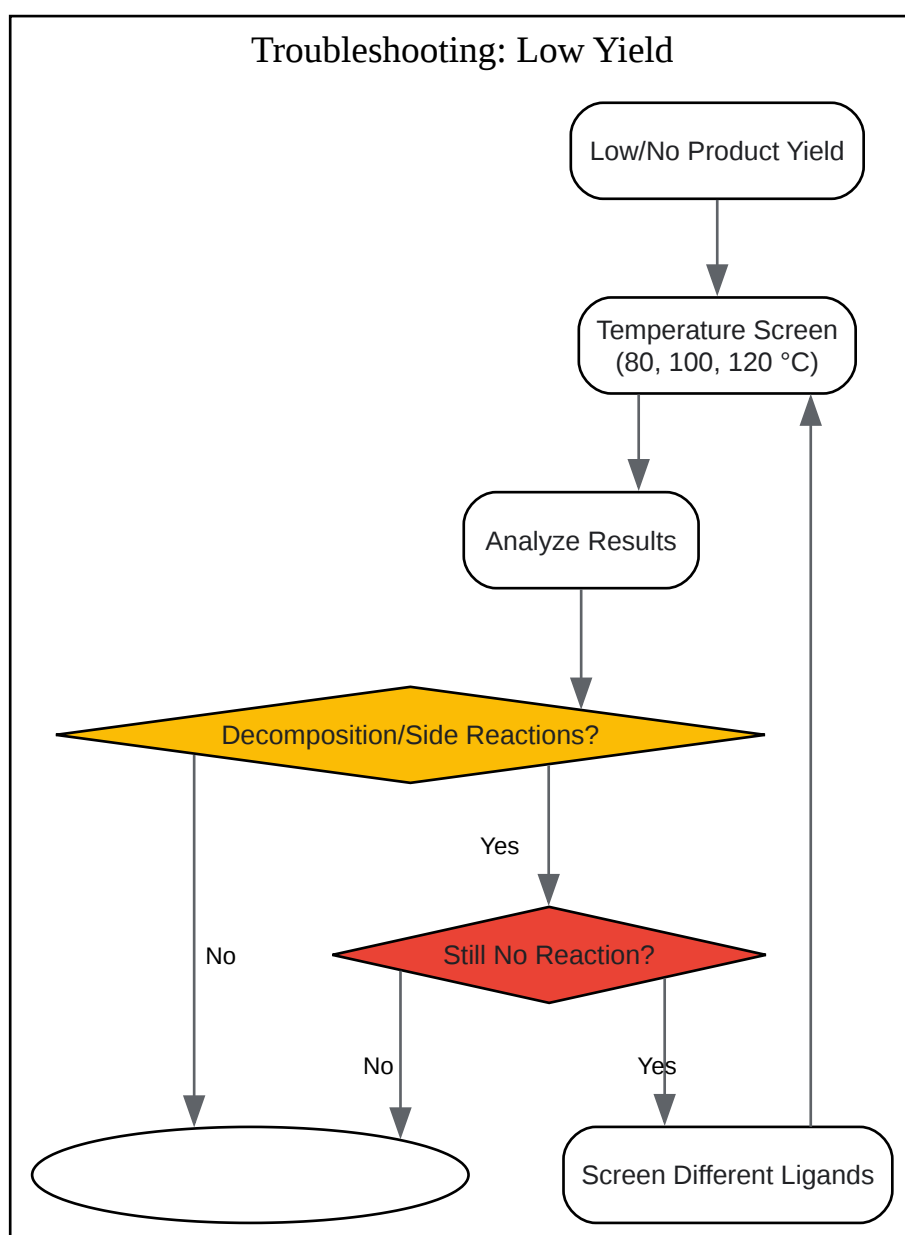 Troubleshooting: Low Yield
Low/No Product Yield
Temperature Screen
(80, 100, 120 °C)
Analyze Results
Decomposition/Side Reactions?
Yes
No
Still No Reaction?
No
Yes
Screen Different Ligands